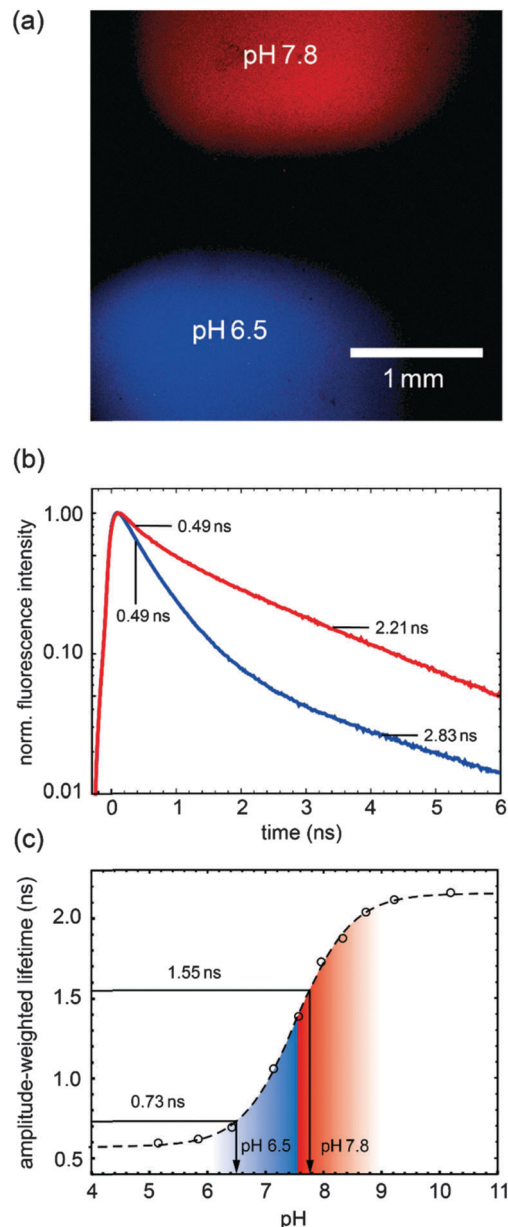 (a)
pH 7.8
pH 6.5
1 mm
(b)
norm. fluorescence intensity
1.00
0.10
0.01
0.49 ns
0.49 ns
2.21 ns
2.83 ns
0 1 2 3 4 5 6
time (ns)
(c)
amplitude-weighted lifetime (ns)
2.0
1.5
1.0
0.5
1.55 ns
0.73 ns
pH 6.5
pH 7.8
4 5 6 7 8 9 10 11
pH